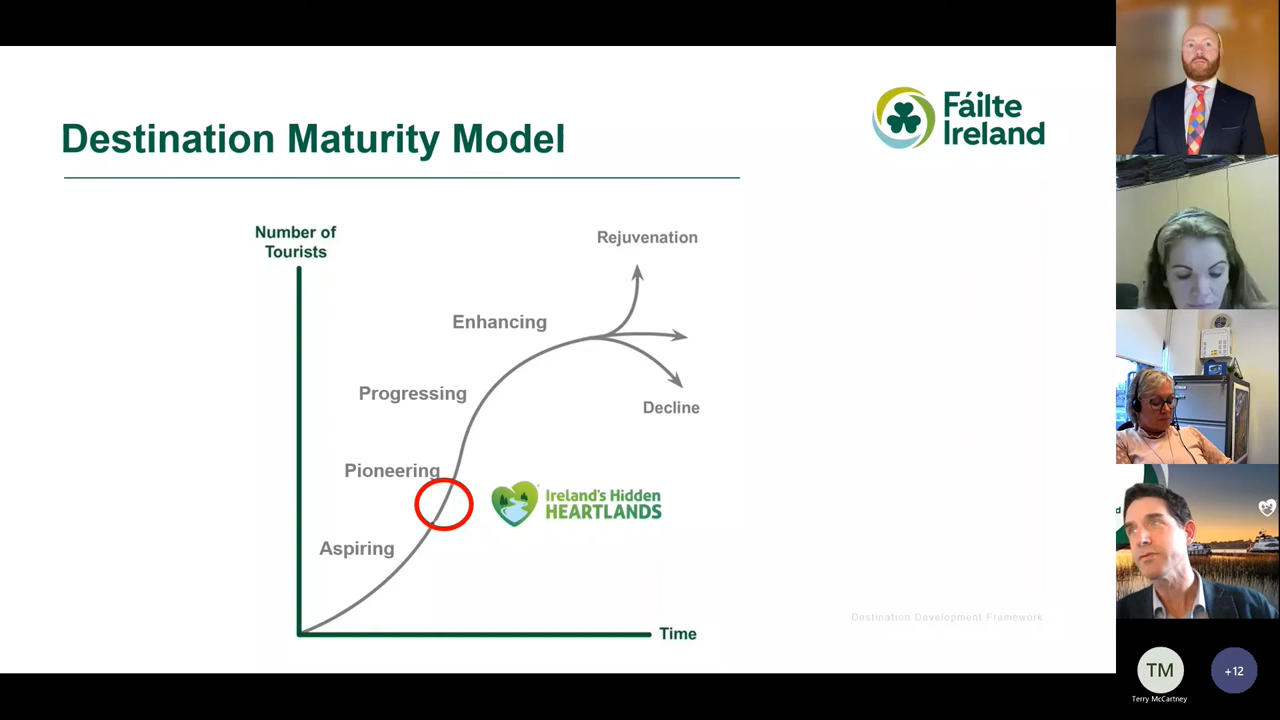 Destination Maturity Model
Fáilte
Ireland
Number of
Tourists
Rejuvenation
Enhancing
Progressing
Decline
Pioneering
Ireland's Hidden
HEARTLANDS
Aspiring
Destination Development Framework
Time
TM
+12
Terry McCartney